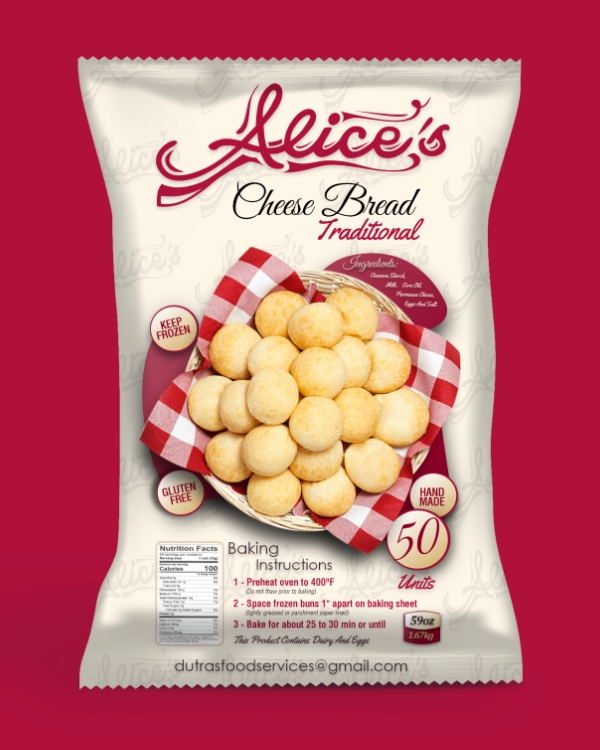 Alice's
Cheese Bread
Traditional
Ingredients:
Cassava Starch,
Milk, Corn Oil,
Parmesan Cheese,
Eggs And Salt.
KEEP
FROZEN
GLUTEN
FREE
HAND
MADE
50
Units
Nutrition Facts
Calories 100
Baking
Instructions
1 - Preheat oven to 400ºF
(Do not thaw prior to baking)
2 - Space frozen buns 1" apart on baking sheet
(lightly greased or parchment paper lined)
3 - Bake for about 25 to 30 min or until
This Product Contains Dairy And Eggs
59oz
1.67kg
dutrasfoodservices@gmail.com